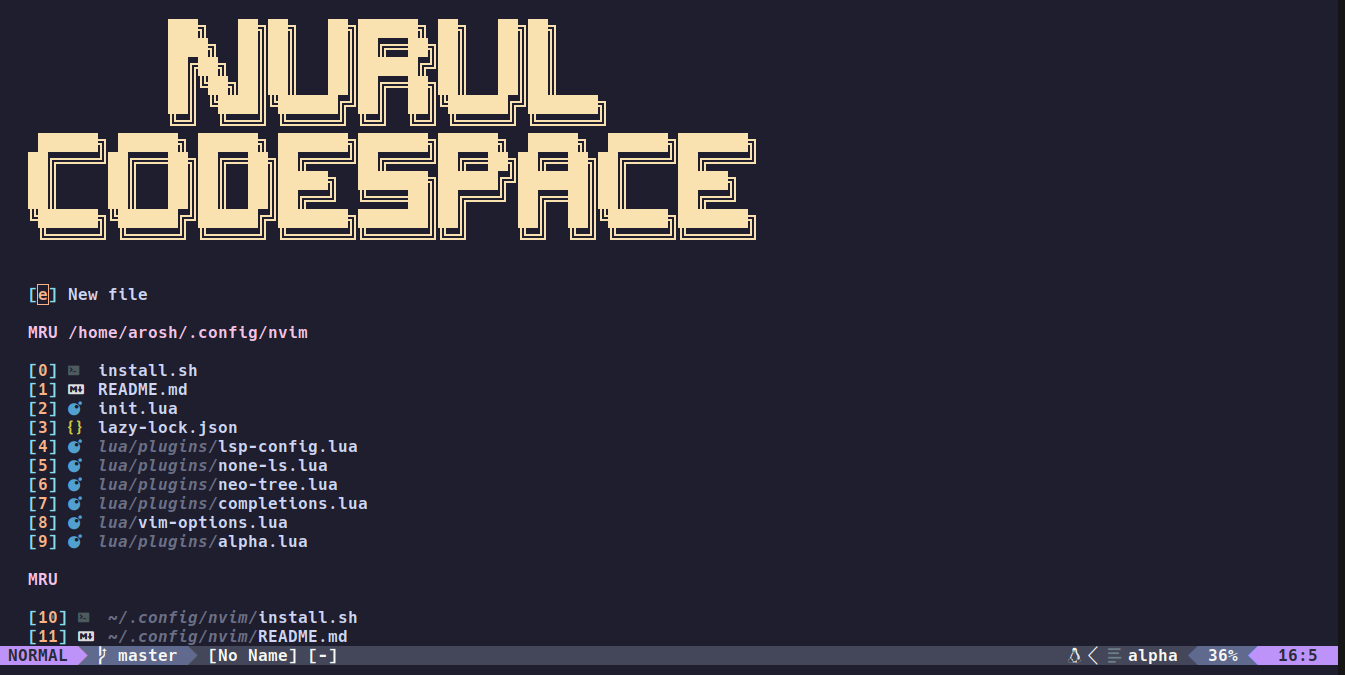 NURUL
CODESPACE
[e] New file
MRU /home/arosh/.config/nvim
[0] install.sh
[1] README.md
[2] init.lua
[3] {} lazy-lock.json
[4] lua/plugins/lsp-config.lua
[5] lua/plugins/none-ls.lua
[6] lua/plugins/neo-tree.lua
[7] lua/plugins/completions.lua
[8] lua/vim-options.lua
[9] lua/plugins/alpha.lua
MRU
[10] ~/.config/nvim/install.sh
[11] ~/.config/nvim/README.md
NORMAL master [No Name] [-] alpha 36% 16:5